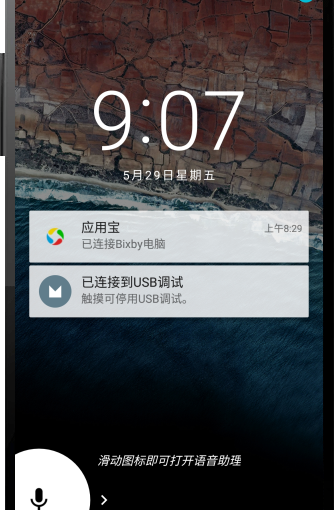 9:07
5月29日星期五
应用宝
上午8:29
已连接Bixby电脑
已连接到USB调试
触摸可停用USB调试。
滑动图标即可打开语音助理